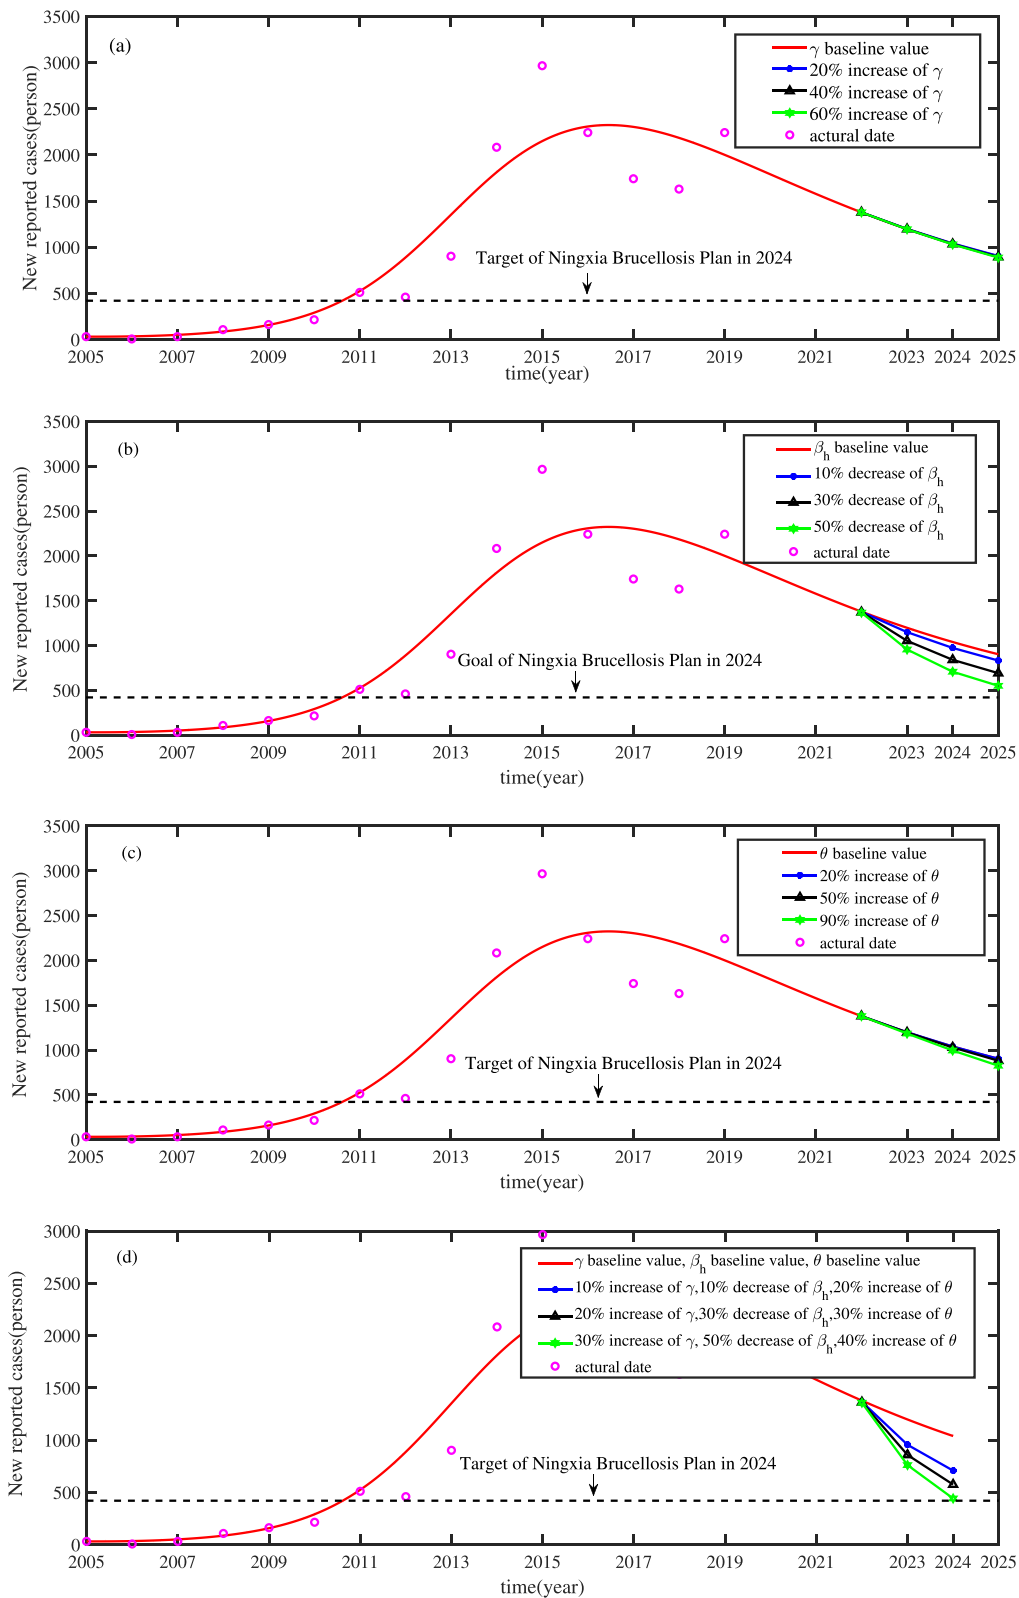 (a)
γ baseline value
20% increase of γ
40% increase of γ
60% increase of γ
actural date
Target of Ningxia Brucellosis Plan in 2024
New reported cases(person)
3500
3000
2500
2000
1500
1000
500
0
2005 2007 2009 2011 2013 2015 2017 2019 2021 2023 2024 2025
time(year)
(b)
β_h baseline value
10% decrease of β_h
30% decrease of β_h
50% decrease of β_h
actural date
Goal of Ningxia Brucellosis Plan in 2024
New reported cases(person)
3500
3000
2500
2000
1500
1000
500
0
2005 2007 2009 2011 2013 2015 2017 2019 2021 2023 2024 2025
time(year)
(c)
θ baseline value
20% increase of θ
50% increase of θ
90% increase of θ
actural date
Target of Ningxia Brucellosis Plan in 2024
New reported cases(person)
3500
3000
2500
2000
1500
1000
500
0
2005 2007 2009 2011 2013 2015 2017 2019 2021 2023 2024 2025
time(year)
(d)
γ baseline value, β_h baseline value, θ baseline value
10% increase of γ,10% decrease of β_h,20% increase of θ
20% increase of γ,30% decrease of β_h,30% increase of θ
30% increase of γ, 50% decrease of β_h,40% increase of θ
actural date
Target of Ningxia Brucellosis Plan in 2024
New reported cases(person)
3000
2500
2000
1500
1000
500
0
2005 2007 2009 2011 2013 2015 2017 2019 2021 2023 2024 2025
time(year)